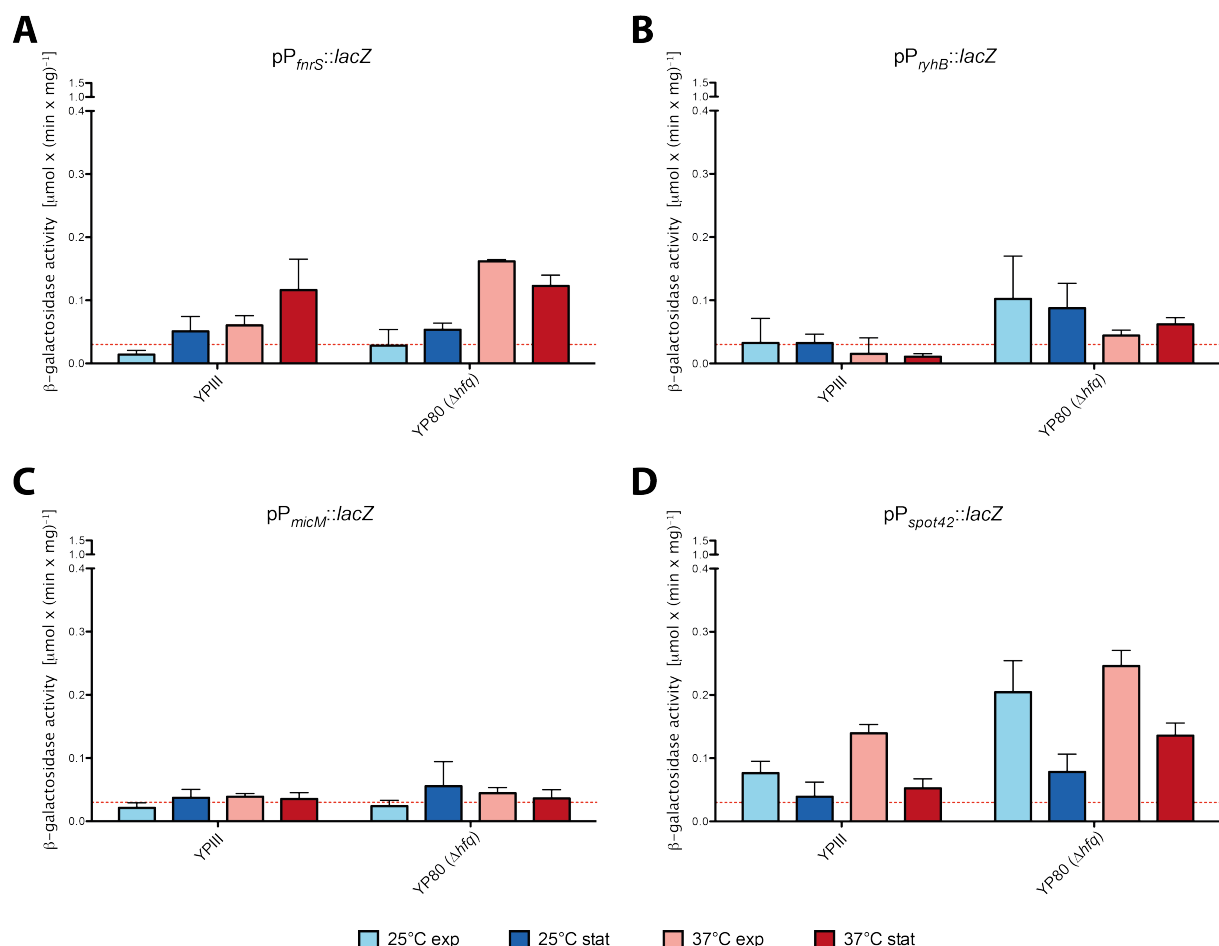 A
pPfnrS::lacZ
β-galactosidase activity [μmol x (min x mg)-1]
1.5
1.0
0.4
0.3
0.2
0.1
0.0
YPIII
YP80 (Δhfq)
B
pPryhB::lacZ
β-galactosidase activity [μmol x (min x mg)-1]
1.5
1.0
0.4
0.3
0.2
0.1
0.0
YPIII
YP80 (Δhfq)
C
pPmicM::lacZ
β-galactosidase activity [μmol x (min x mg)-1]
1.5
1.0
0.4
0.3
0.2
0.1
0.0
YPIII
YP80 (Δhfq)
D
pPspot42::lacZ
β-galactosidase activity [μmol x (min x mg)-1]
1.5
1.0
0.4
0.3
0.2
0.1
0.0
YPIII
YP80 (Δhfq)
25°C exp 25°C stat 37°C exp 37°C stat